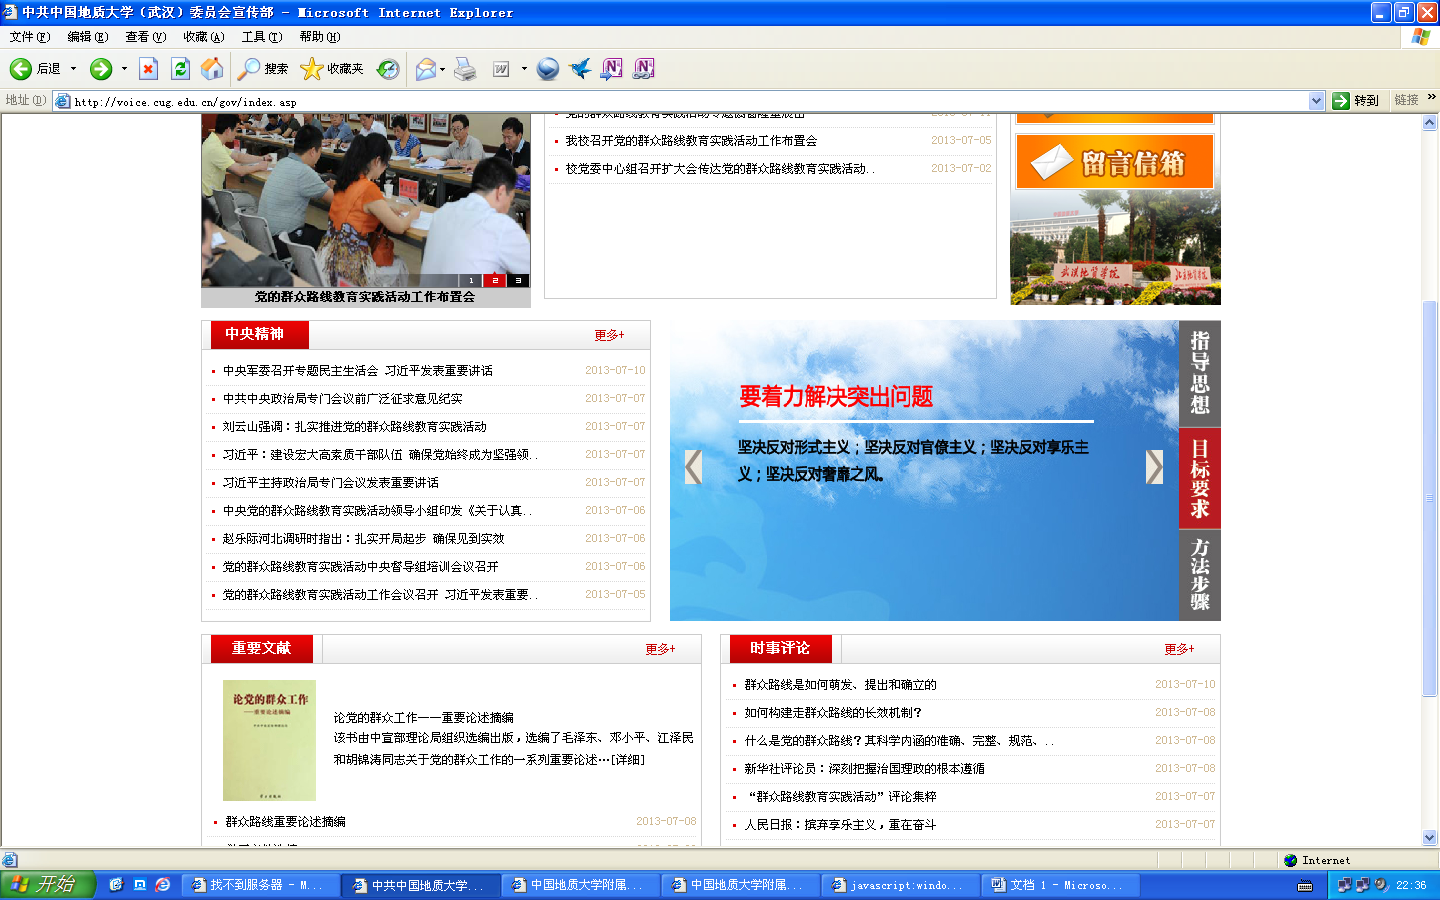 中共中国地质大学（武汉）委员会宣传部 - Microsoft Internet Explorer
文件(F) 编辑(E) 查看(V) 收藏(A) 工具(T) 帮助(H)
后退 搜索 收藏夹
地址(D) http://voice.cug.edu.cn/gov/index.asp 转到 链接 »
我校召开党的群众路线教育实践活动工作布置会 2013-07-05
校党委中心组召开扩大会传达党的群众路线教育实践活动.. 2013-07-02
留言信箱
1 2 3
党的群众路线教育实践活动工作布置会
中央精神 更多+
中央军委召开专题民主生活会 习近平发表重要讲话 2013-07-10
中共中央政治局专门会议前广泛征求意见纪实 2013-07-07
刘云山强调：扎实推进党的群众路线教育实践活动 2013-07-07
习近平：建设宏大高素质干部队伍 确保党始终成为坚强领.. 2013-07-07
习近平主持政治局专门会议发表重要讲话 2013-07-07
中央党的群众路线教育实践活动领导小组印发《关于认真.. 2013-07-06
赵乐际河北调研时指出：扎实开局起步 确保见到实效 2013-07-06
党的群众路线教育实践活动中央督导组培训会议召开 2013-07-06
党的群众路线教育实践活动工作会议召开 习近平发表重要.. 2013-07-05
要着力解决突出问题
坚决反对形式主义；坚决反对官僚主义；坚决反对享乐主
义；坚决反对奢靡之风。
指导思想
目标要求
方法步骤
重要文献 更多+
论党的群众工作
——重要论述摘编
论党的群众工作——重要论述摘编
该书由中宣部理论局组织选编出版，选编了毛泽东、邓小平、江泽民
和胡锦涛同志关于党的群众工作的一系列重要论述…[详细]
群众路线重要论述摘编 2013-07-08
时事评论 更多+
群众路线是如何萌发、提出和确立的 2013-07-10
如何构建走群众路线的长效机制？ 2013-07-08
什么是党的群众路线？其科学内涵的准确、完整、规范、.. 2013-07-08
新华社评论员：深刻把握治国理政的根本遵循 2013-07-08
“群众路线教育实践活动”评论集粹 2013-07-07
人民日报：摈弃享乐主义，重在奋斗 2013-07-07
Internet
开始 找不到服务器 - M... 中共中国地质大学... 中国地质大学附属... 中国地质大学附属... javascript:windo... 文档 1 - Microso... 22:36